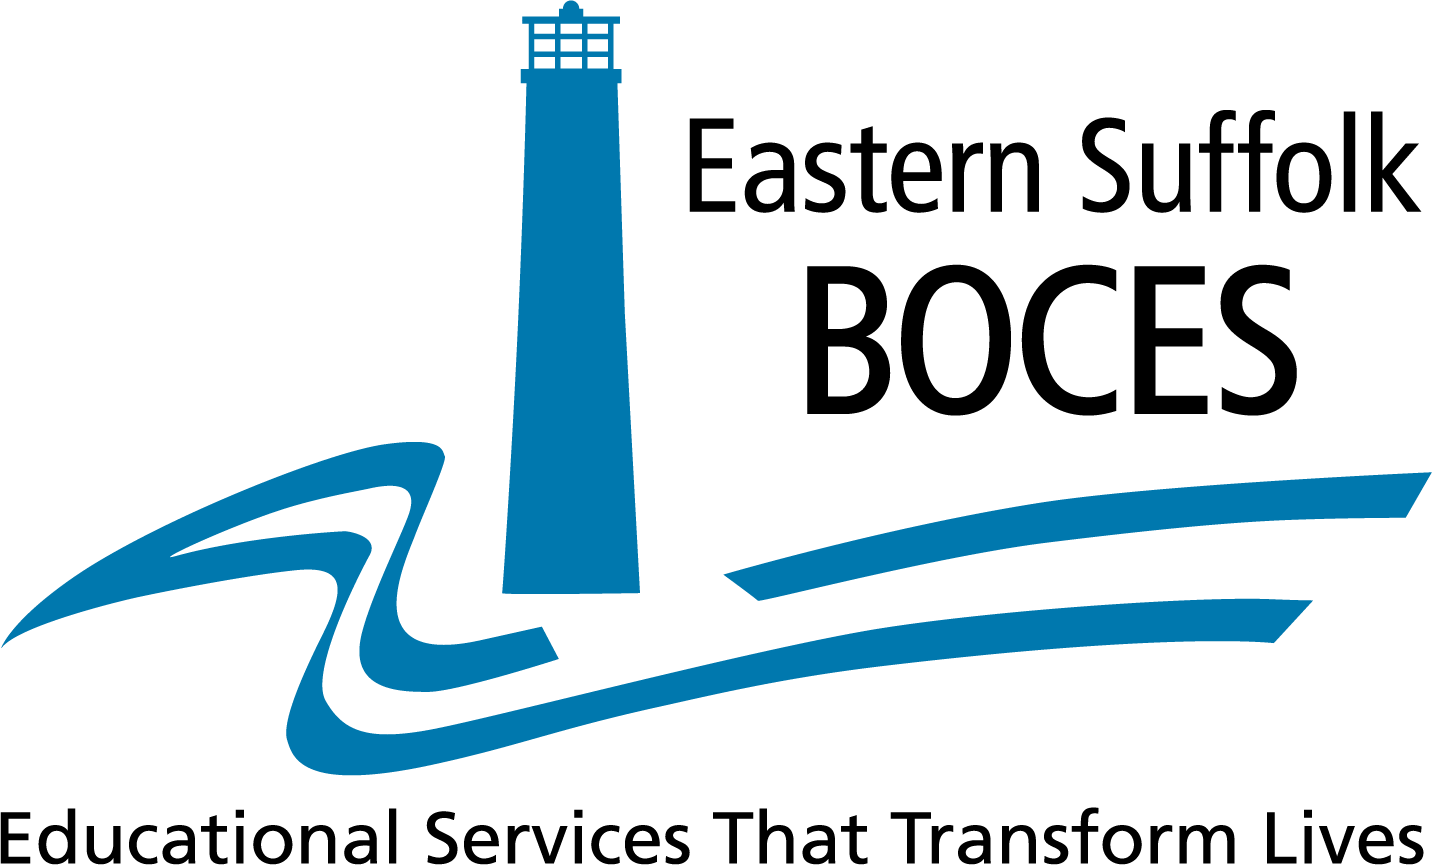 Eastern Suffolk
BOCES
Educational Services That Transform Lives